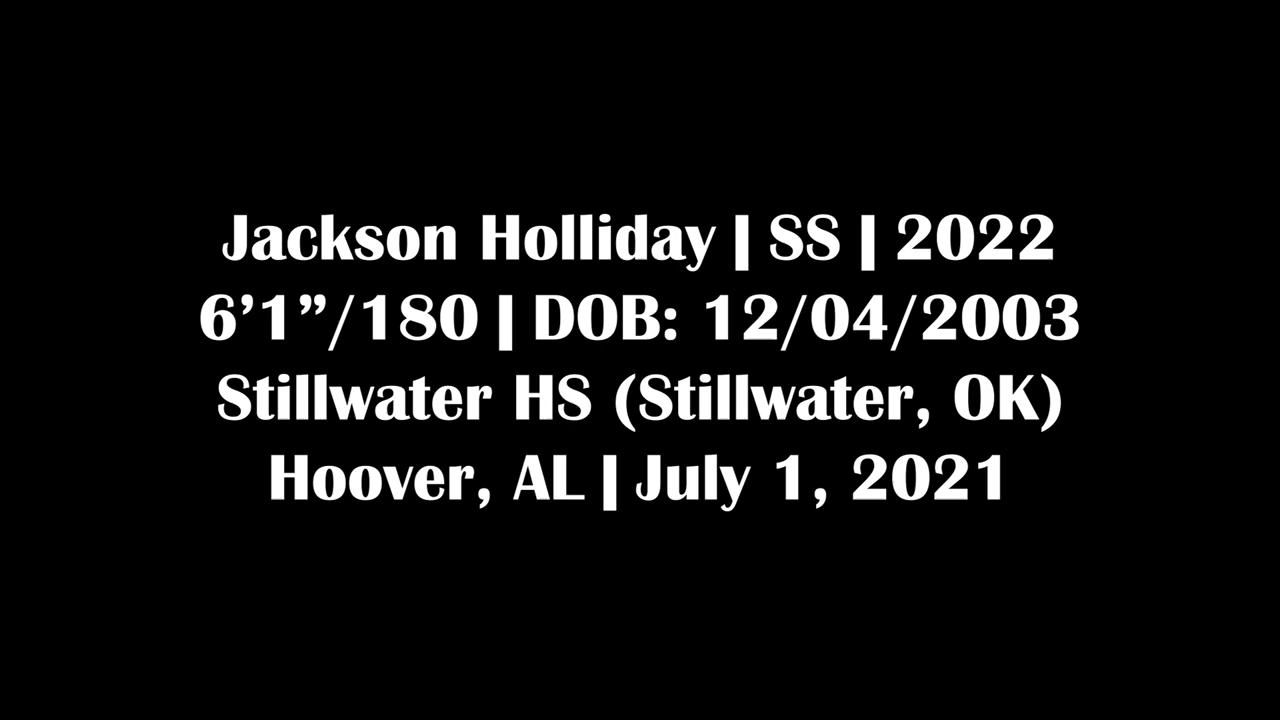 Jackson Holliday | SS | 2022
6’1”/180 | DOB: 12/04/2003
Stillwater HS (Stillwater, OK)
Hoover, AL | July 1, 2021